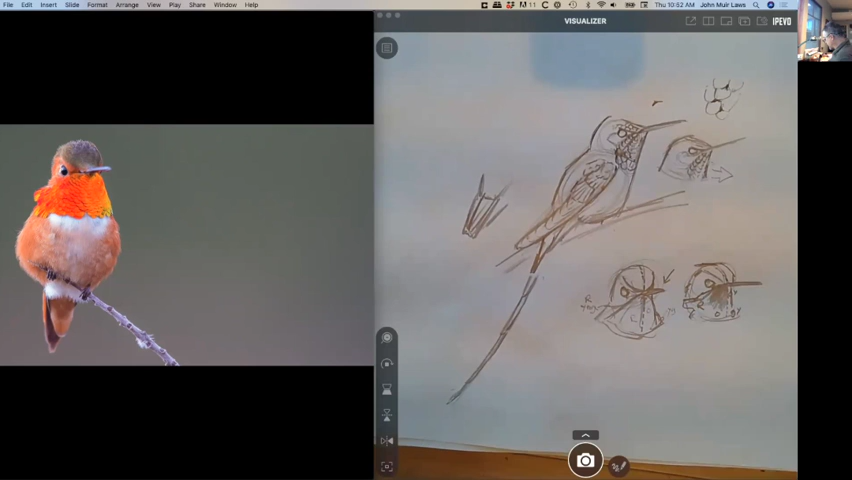 File Edit Insert Slide Format Arrange View Play Share Window Help
11 Thu 10:52 AM John Muir Laws
VISUALIZER
IPEVO
R
R